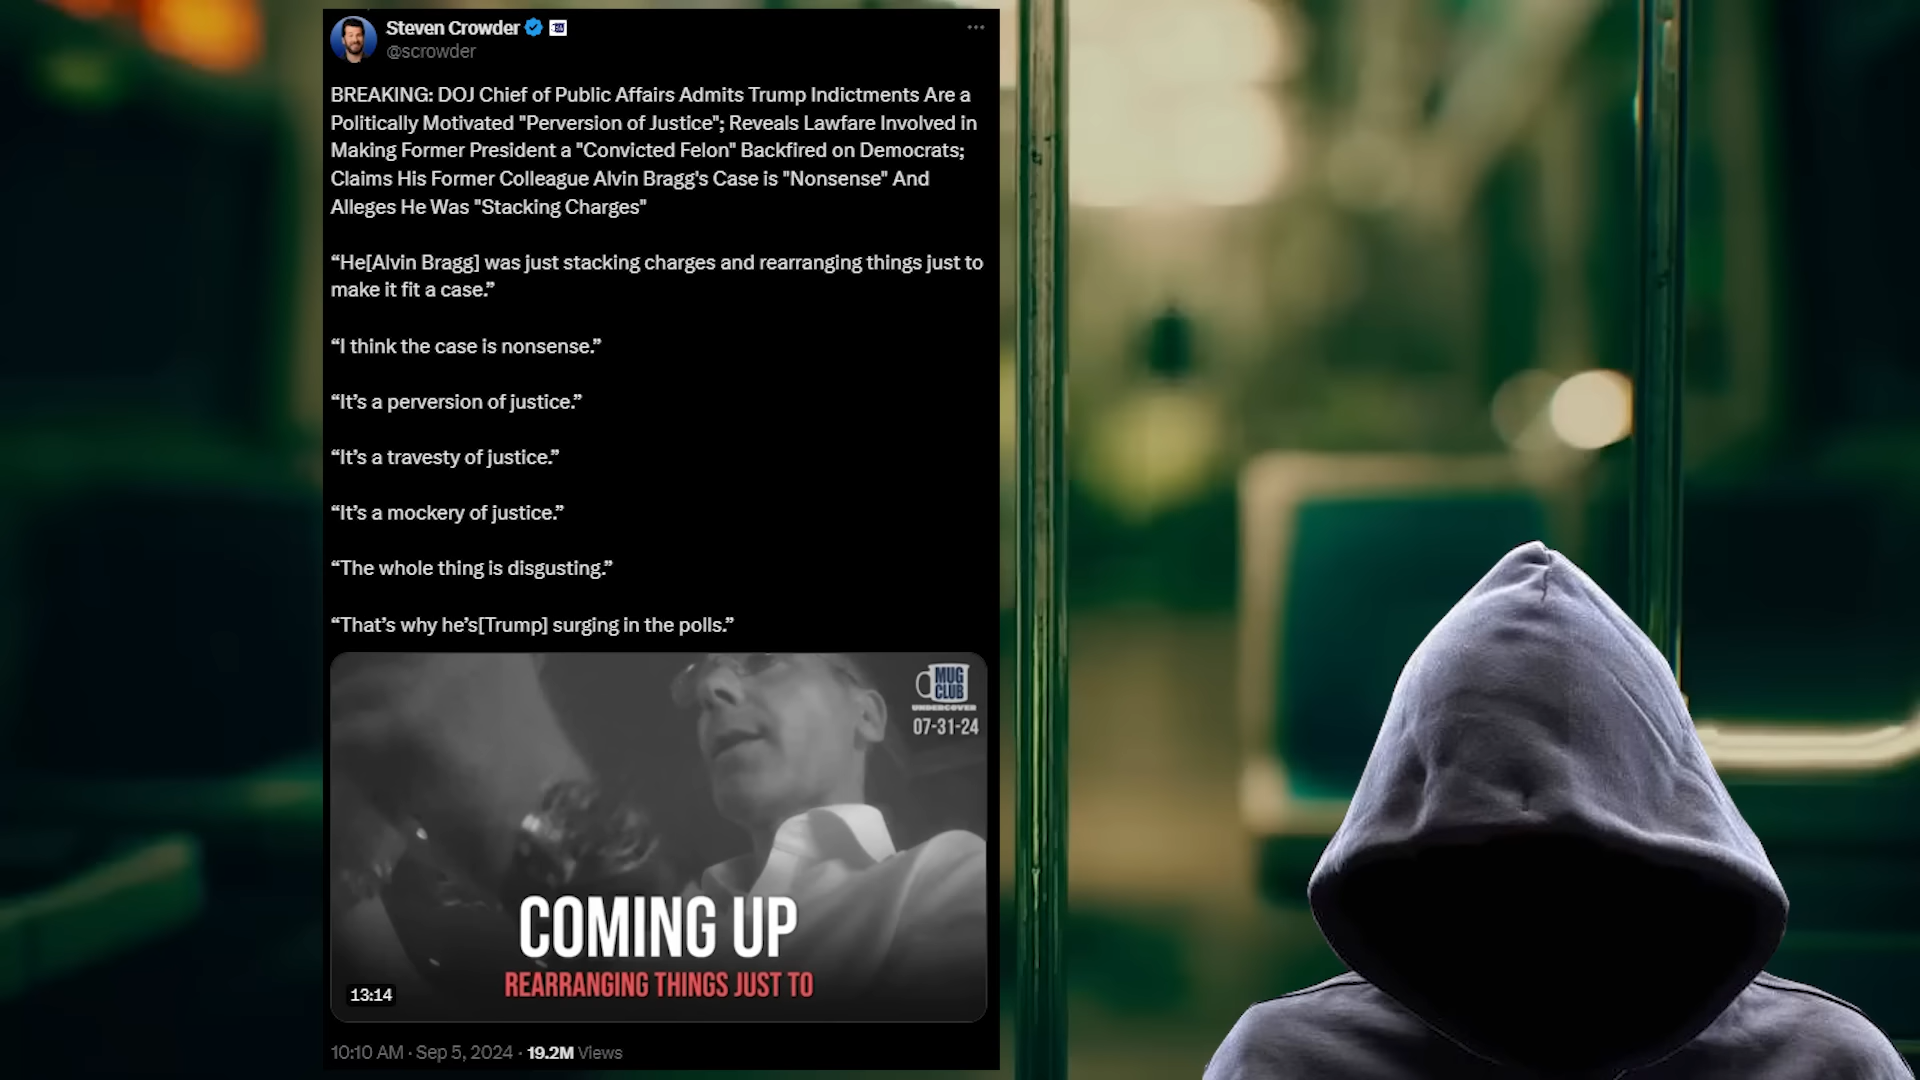 Steven Crowder
@scrowder
BREAKING: DOJ Chief of Public Affairs Admits Trump Indictments Are a
Politically Motivated "Perversion of Justice"; Reveals Lawfare Involved in
Making Former President a "Convicted Felon" Backfired on Democrats;
Claims His Former Colleague Alvin Bragg's Case is "Nonsense" And
Alleges He Was "Stacking Charges"
“He[Alvin Bragg] was just stacking charges and rearranging things just to
make it fit a case.”
“I think the case is nonsense.”
“It’s a perversion of justice.”
“It’s a travesty of justice.”
“It’s a mockery of justice.”
“The whole thing is disgusting.”
“That’s why he’s[Trump] surging in the polls.”
MUG
CLUB
UNDERCOVER
07-31-24
COMING UP
REARRANGING THINGS JUST TO
13:14
10:10 AM · Sep 5, 2024 · 19.2M Views